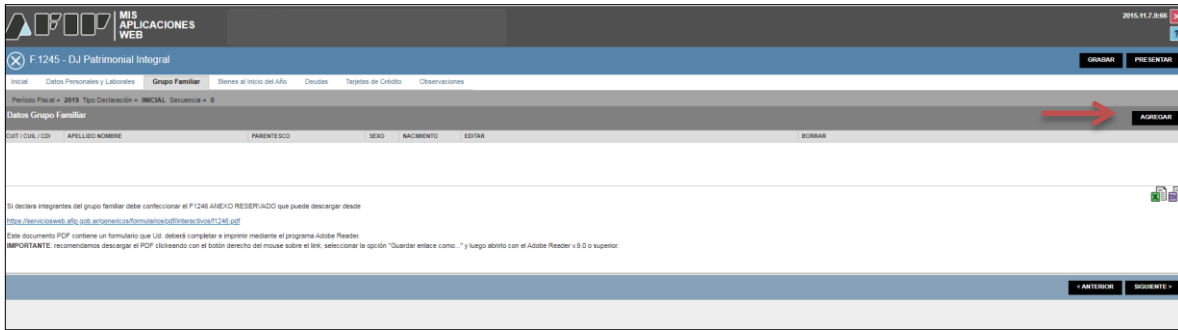 AFIP
MIS
APLICACIONES
WEB
2015.11.7.9:66
X
?
F.1245 - DJ Patrimonial Integral
GRABAR PRESENTAR
Inicial Datos Personales y Laborales Grupo Familiar Bienes al Inicio del Año Deudas Tarjetas de Crédito Observaciones
Período Fiscal = 2019 Tipo Declaración = INICIAL Secuencia = 0
Datos Grupo Familiar
AGREGAR
CUIT / CUIL / CDI APELLIDO NOMBRE PARENTESCO SEXO NACIMIENTO EDITAR BORRAR
Si declara integrantes del grupo familiar debe confeccionar el F1246 ANEXO RESERVADO que puede descargar desde
https://serviciosweb.afip.gob.ar/genericos/formularios/pdf/interactivos/f1246.pdf
Este documento PDF contiene un formulario que Ud. deberá completar e imprimir mediante el programa Adobe Reader.
IMPORTANTE: recomendamos descargar el PDF clickeando con el botón derecho del mouse sobre el link, seleccionar la opción "Guardar enlace como..." y luego abrirlo con el Adobe Reader v.9.0 o superior.
< ANTERIOR SIGUIENTE >